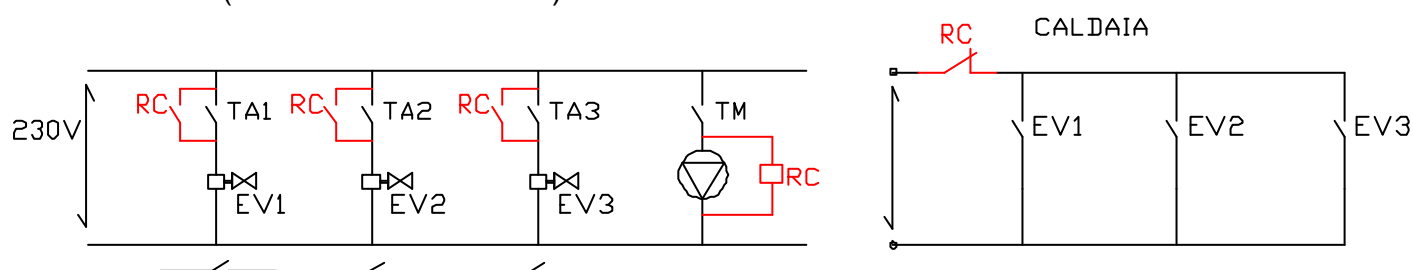 CALDAIA
RC
RC TA1
RC TA2
RC TA3
TM
230V
EV1
EV2
EV3
RC
EV1
EV2
EV3